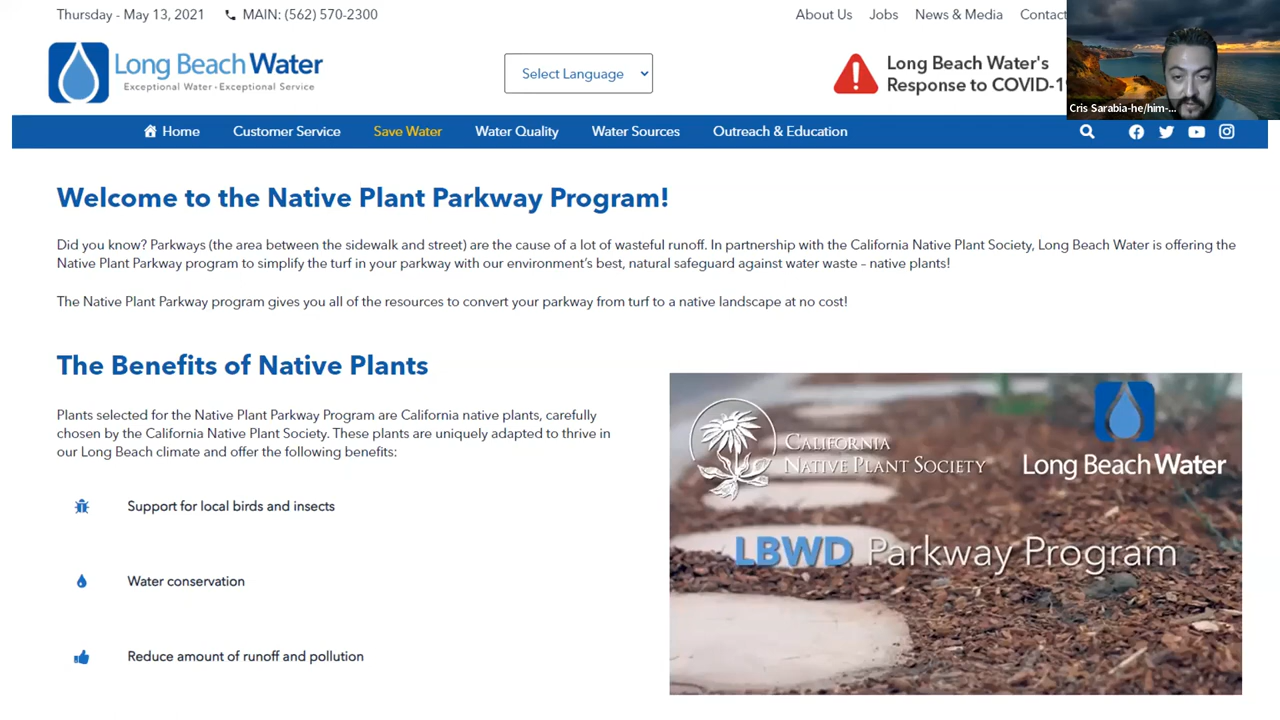 Thursday - May 13, 2021 MAIN: (562) 570-2300 About Us Jobs News & Media Contact
Long Beach Water
Exceptional Water · Exceptional Service
Select Language
Long Beach Water's
Response to COVID-19
Cris Sarabia-he/him-...
Home Customer Service Save Water Water Quality Water Sources Outreach & Education
Welcome to the Native Plant Parkway Program!
Did you know? Parkways (the area between the sidewalk and street) are the cause of a lot of wasteful runoff. In partnership with the California Native Plant Society, Long Beach Water is offering the
Native Plant Parkway program to simplify the turf in your parkway with our environment's best, natural safeguard against water waste – native plants!
The Native Plant Parkway program gives you all of the resources to convert your parkway from turf to a native landscape at no cost!
The Benefits of Native Plants
Plants selected for the Native Plant Parkway Program are California native plants, carefully
chosen by the California Native Plant Society. These plants are uniquely adapted to thrive in
our Long Beach climate and offer the following benefits:
Support for local birds and insects
Water conservation
Reduce amount of runoff and pollution
CALIFORNIA
NATIVE PLANT SOCIETY
Long Beach Water
LBWD Parkway Program